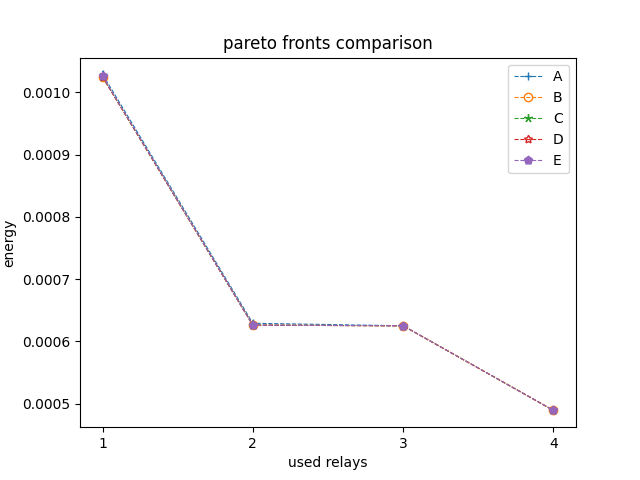 pareto fronts comparison
A
B
C
D
E
0.0010
0.0009
0.0008
0.0007
0.0006
0.0005
energy
1 2 3 4
used relays